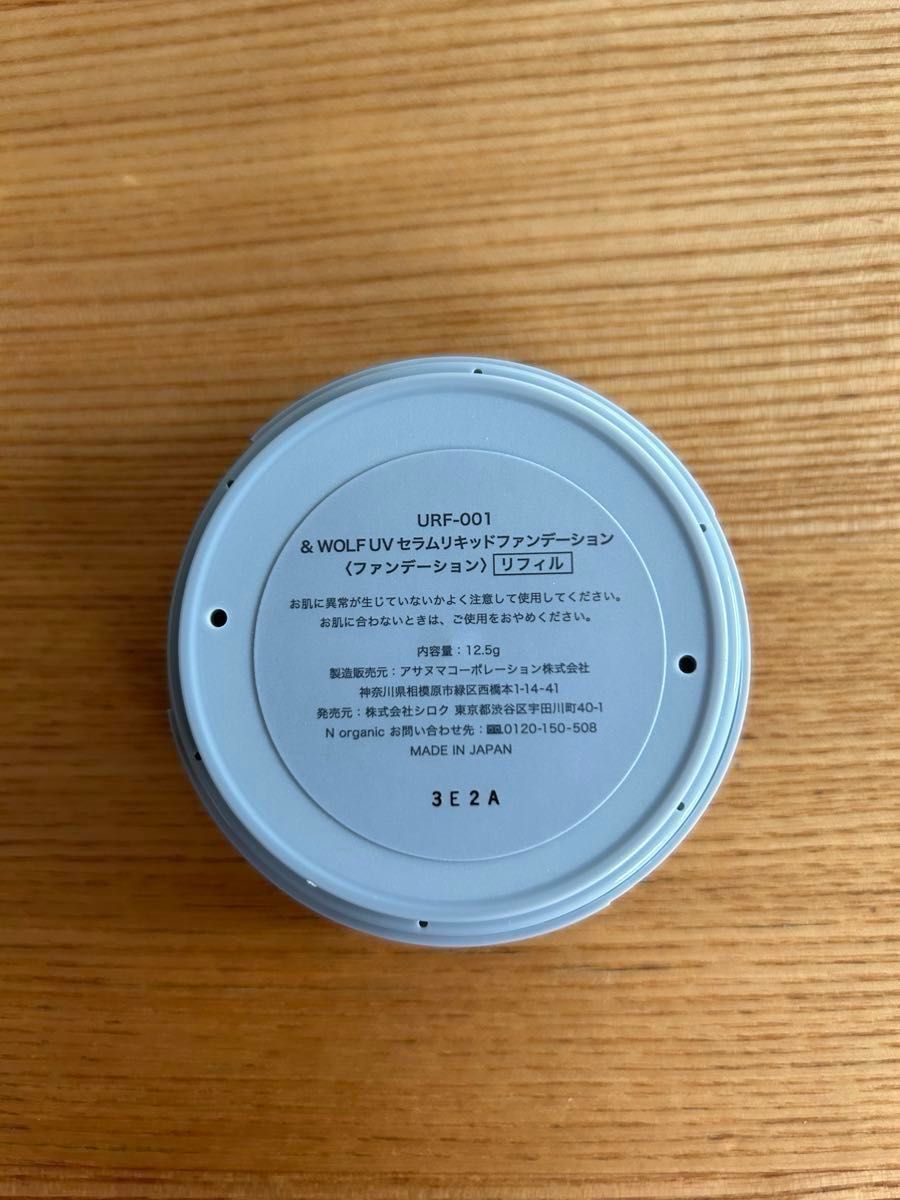 URF-001
& WOLF UV セラムリキッドファンデーション
〈ファンデーション〉 リフィル
お肌に異常が生じていないかよく注意して使用してください。
お肌に合わないときは、ご使用をおやめください。
内容量：12.5g
製造販売元：アサヌマコーポレーション株式会社
神奈川県相模原市緑区西橋本1-14-41
発売元：株式会社シロク 東京都渋谷区宇田川町40-1
N organic お問い合わせ先：0120-150-508
MADE IN JAPAN
3E2A